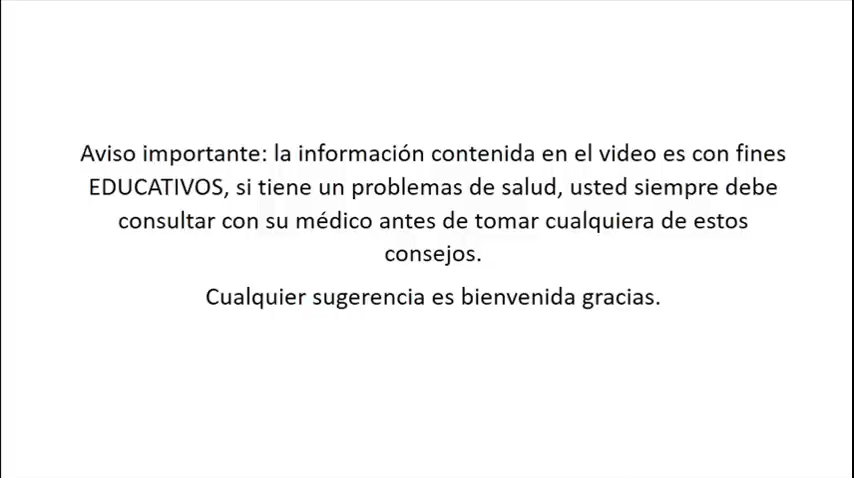 Aviso importante: la información contenida en el video es con fines
EDUCATIVOS, si tiene un problemas de salud, usted siempre debe
consultar con su médico antes de tomar cualquiera de estos
consejos.
Cualquier sugerencia es bienvenida gracias.